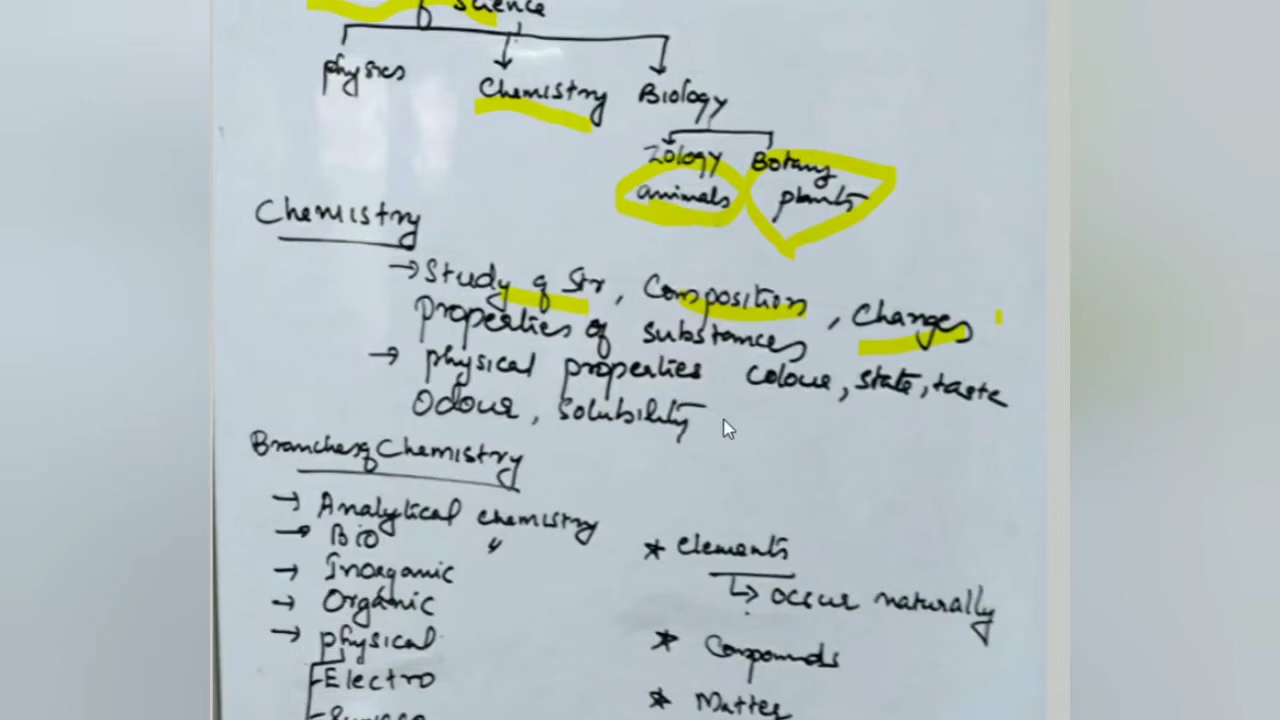 of Science
physics
Chemistry Biology
Zology Botany
animals plants
Chemistry
→ Study of Str, Composition, Changes
properties of substances
→ physical properties colour, state, taste
Odour, solubility
Branches of Chemistry
→ Analytical chemistry
→ Bio "
→ Inorganic
→ Organic
→ physical
Electro
* Elements
↳ occur naturally
* Compounds
* Matter